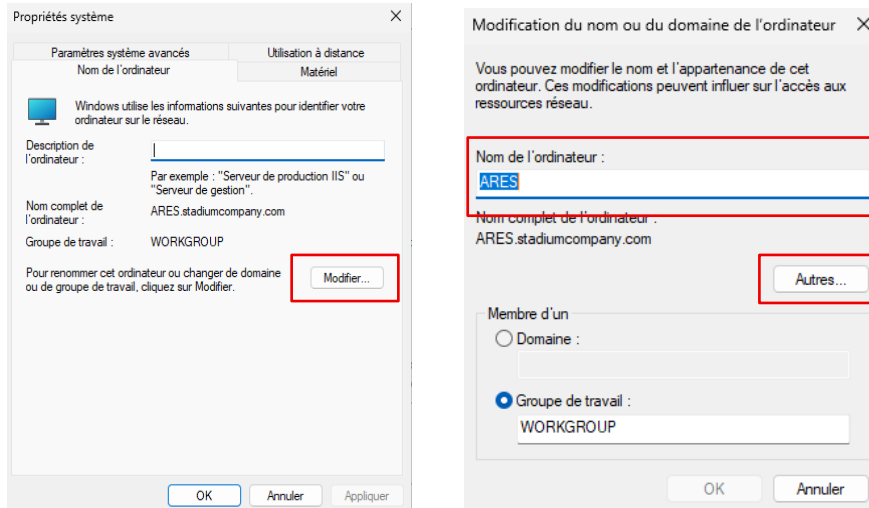 Propriétés système
Paramètres système avancés
Utilisation à distance
Nom de l'ordinateur
Matériel
Windows utilise les informations suivantes pour identifier votre
ordinateur sur le réseau.
Description de
l'ordinateur :
Par exemple : "Serveur de production IIS" ou
"Serveur de gestion".
Nom complet de
l'ordinateur :
ARES.stadiumcompany.com
Groupe de travail :
WORKGROUP
Pour renommer cet ordinateur ou changer de domaine
ou de groupe de travail, cliquez sur Modifier.
Modifier...
OK
Annuler
Appliquer
Modification du nom ou du domaine de l'ordinateur
Vous pouvez modifier le nom et l'appartenance de cet
ordinateur. Ces modifications peuvent influer sur l'accès aux
ressources réseau.
Nom de l'ordinateur :
ARES
Nom complet de l'ordinateur :
ARES.stadiumcompany.com
Autres...
Membre d'un
Domaine :
Groupe de travail :
WORKGROUP
OK
Annuler